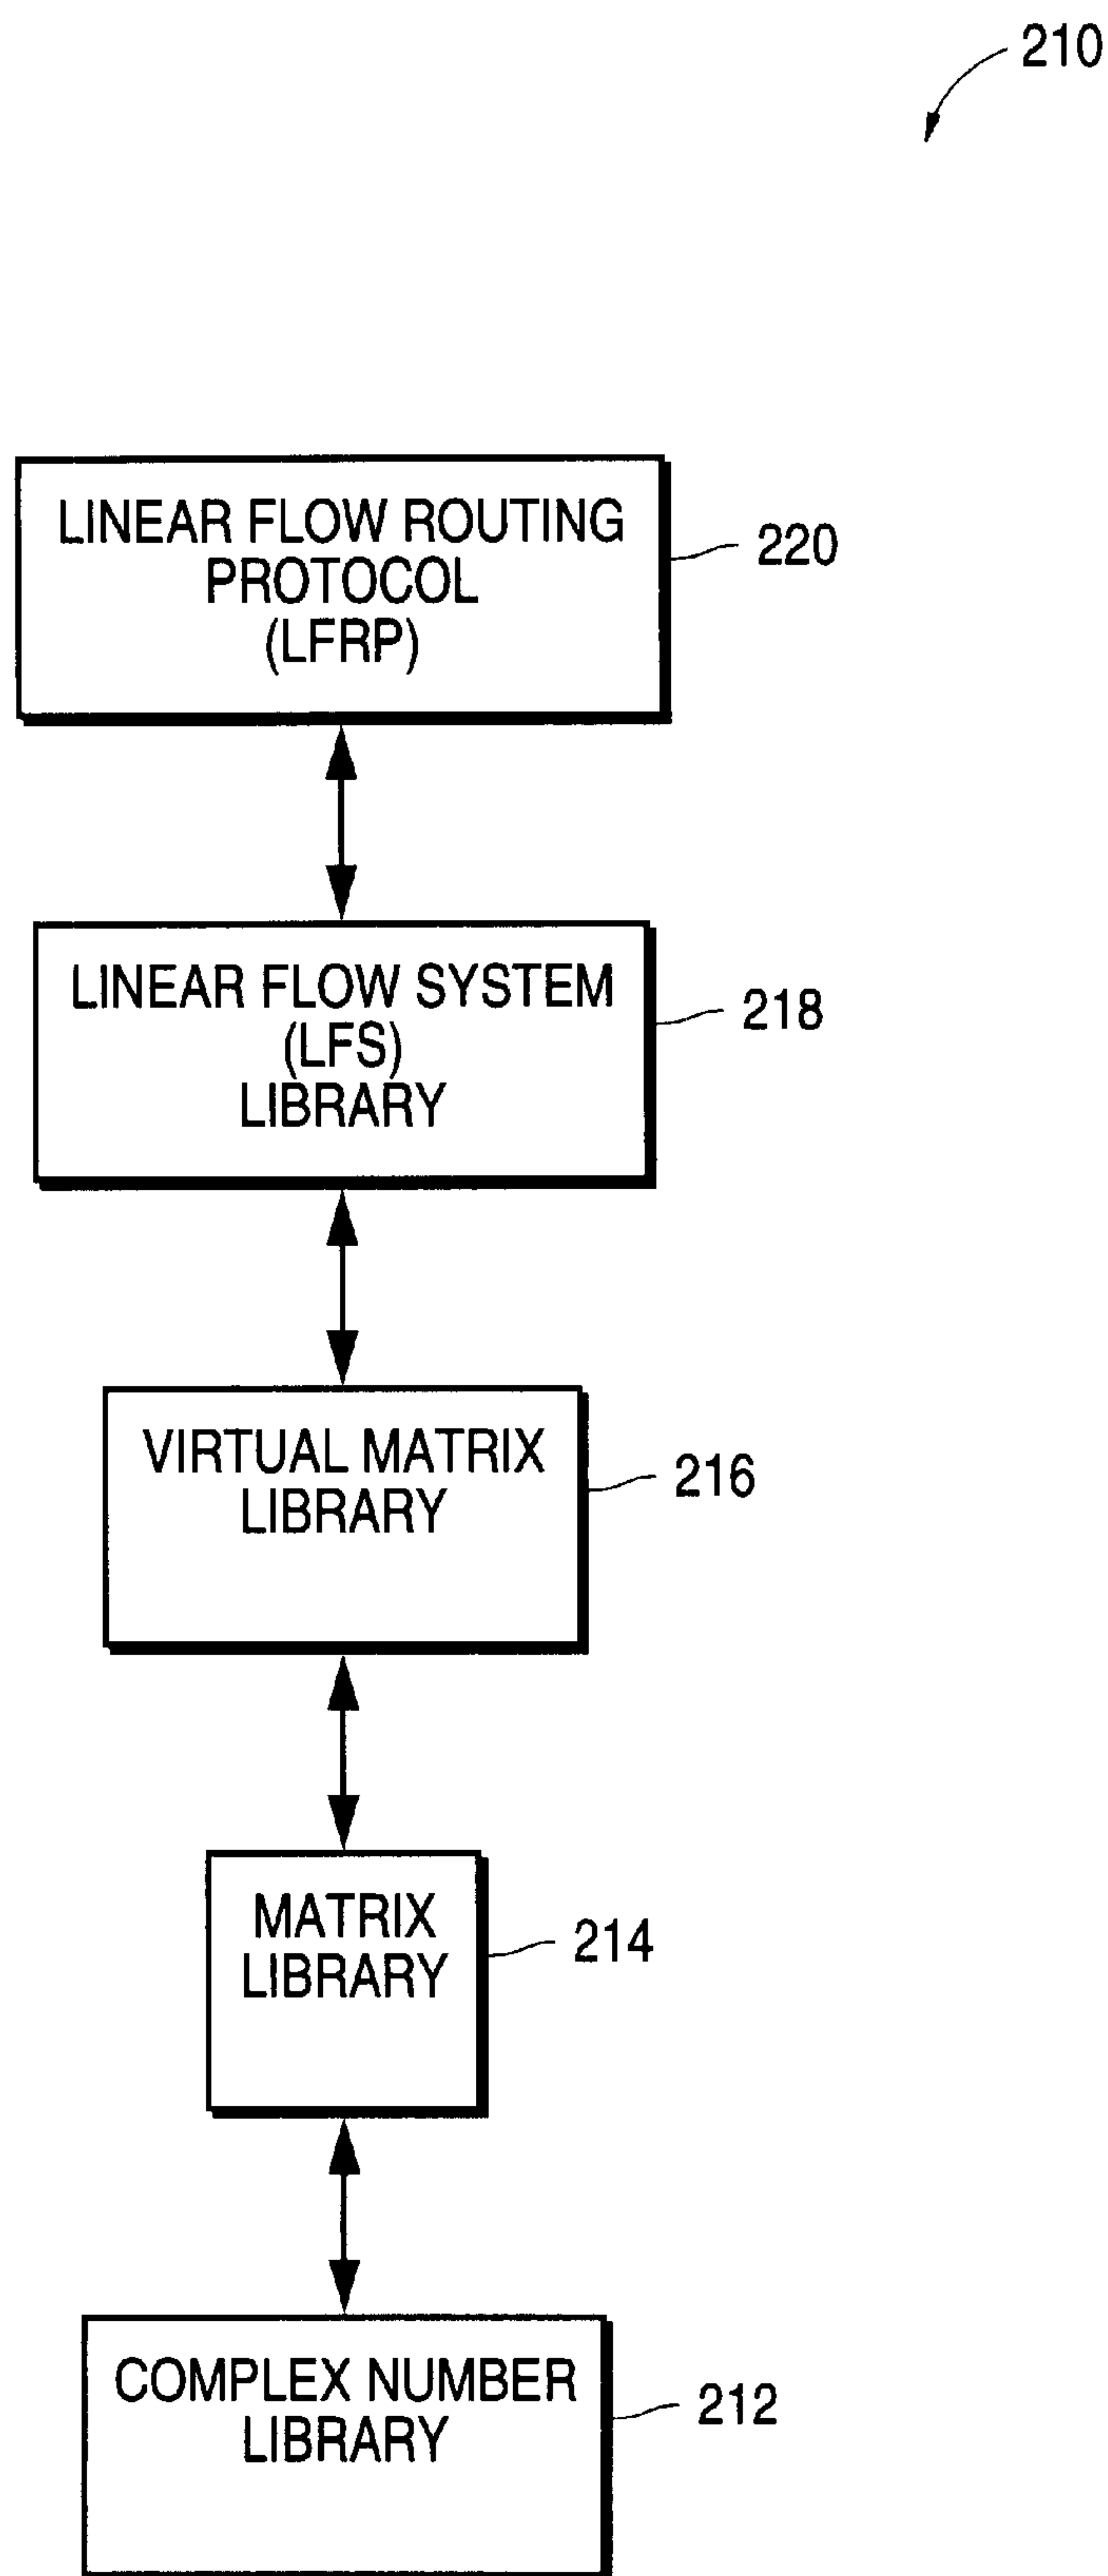 210
LINEAR FLOW ROUTING
PROTOCOL
(LFRP)
220
LINEAR FLOW SYSTEM
(LFS)
LIBRARY
218
VIRTUAL MATRIX
LIBRARY
216
MATRIX
LIBRARY
214
COMPLEX NUMBER
LIBRARY
212